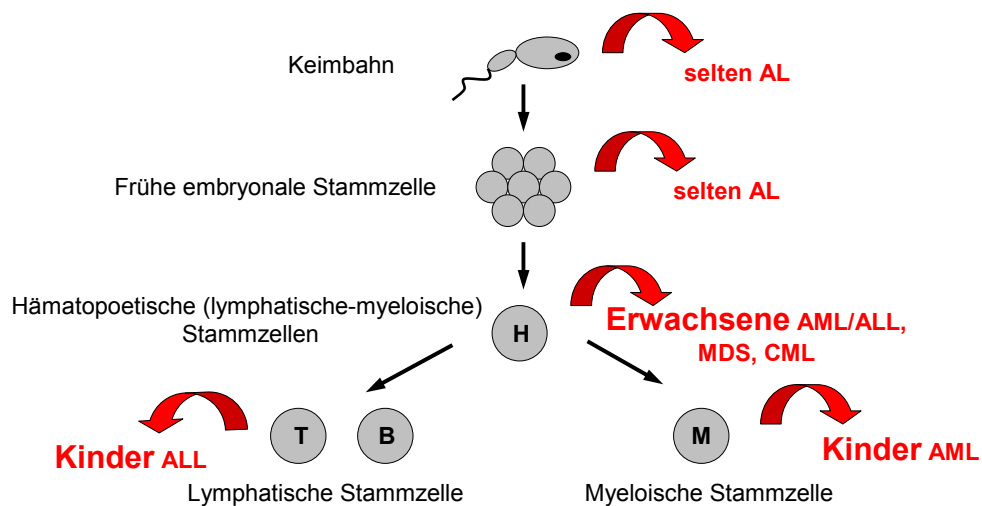 Keimbahn
selten AL
Frühe embryonale Stammzelle
selten AL
Hämatopoetische (lymphatische-myeloische)
Stammzellen
H
Erwachsene AML/ALL,
MDS, CML
Kinder ALL
T
B
M
Kinder AML
Lymphatische Stammzelle
Myeloische Stammzelle